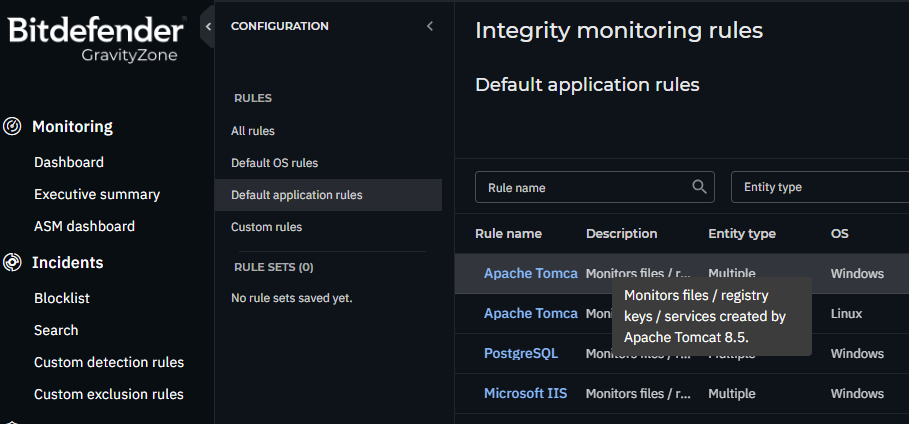 Bitdefender
GravityZone
Monitoring
Dashboard
Executive summary
ASM dashboard
Incidents
Blocklist
Search
Custom detection rules
Custom exclusion rules
CONFIGURATION
RULES
All rules
Default OS rules
Default application rules
Custom rules
RULE SETS (0)
No rule sets saved yet.
Integrity monitoring rules
Default application rules
Rule name
Entity type
Rule name Description Entity type OS
Apache Tomca Monitors files / r... Multiple Windows
Apache Tomca Linux
Monitors files / registry
keys / services created by
Apache Tomcat 8.5.
PostgreSQL Monitors files / r... Multiple Windows
Microsoft IIS Monitors files / r... Multiple Windows